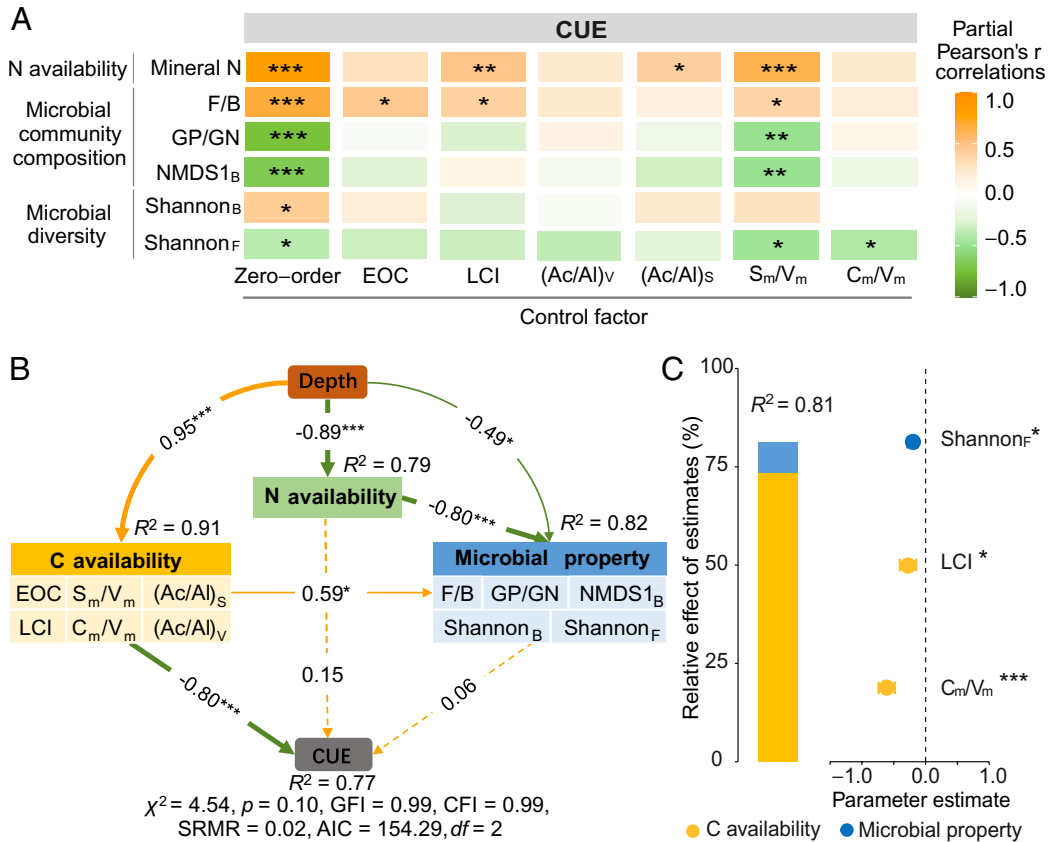 A
CUE
Partial
Pearson's r
correlations
N availability
Mineral N *** ** * ***
Microbial
community
composition
F/B *** * * *
GP/GN *** **
NMDS1B *** **
Microbial
diversity
ShannonB *
ShannonF * * *
1.0
0.5
0.0
−0.5
−1.0
Zero−order EOC LCI (Ac/Al)V (Ac/Al)S Sm/Vm Cm/Vm
Control factor
B
Depth
0.95***
-0.89***
-0.49*
R² = 0.79
N availability
-0.80***
R² = 0.91
R² = 0.82
C availability
EOC Sm/Vm (Ac/Al)S
LCI Cm/Vm (Ac/Al)V
0.59*
Microbial property
F/B GP/GN NMDS1B
ShannonB ShannonF
-0.80***
0.15
0.06
CUE
R² = 0.77
χ² = 4.54, p = 0.10, GFI = 0.99, CFI = 0.99,
SRMR = 0.02, AIC = 154.29, df = 2
C
Relative effect of estimates (%)
100
75
50
25
0
R² = 0.81
ShannonF*
LCI *
Cm/Vm ***
−1.0 0.0 1.0
Parameter estimate
C availability Microbial property